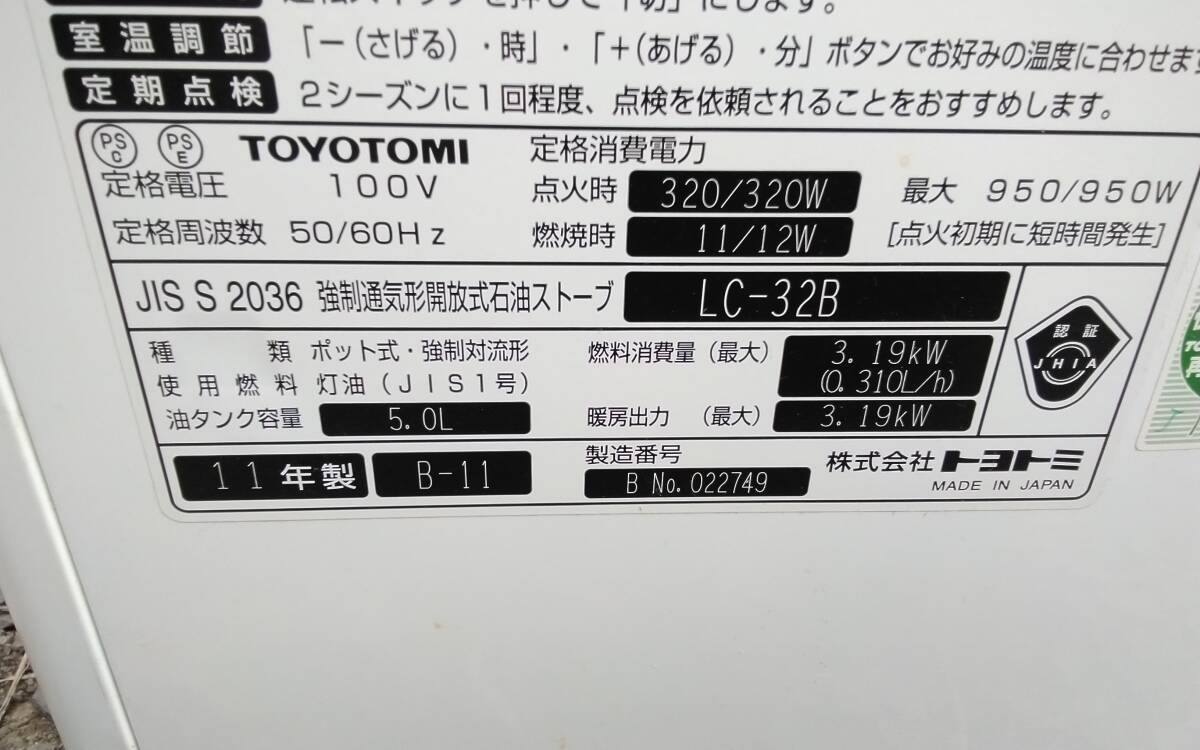 室温調節 「－(さげる)・時」・「＋(あげる)・分」ボタンでお好みの温度に合わせます
定期点検 2シーズンに1回程度、点検を依頼されることをおすすめします。
PS C PS E TOYOTOMI 定格消費電力
定格電圧 100V 点火時 320/320W 最大 950/950W
定格周波数 50/60Hz 燃焼時 11/12W [点火初期に短時間発生]
JIS S 2036 強制通気形開放式石油ストーブ LC-32B
認証
JHIA
種類 ポット式・強制対流形 燃料消費量(最大) 3.19kW
使用燃料 灯油(JIS1号) (0.310L/h)
油タンク容量 5.0L 暖房出力 (最大) 3.19kW
11年製 B-11 製造番号
B No.022749 株式会社トヨトミ
MADE IN JAPAN